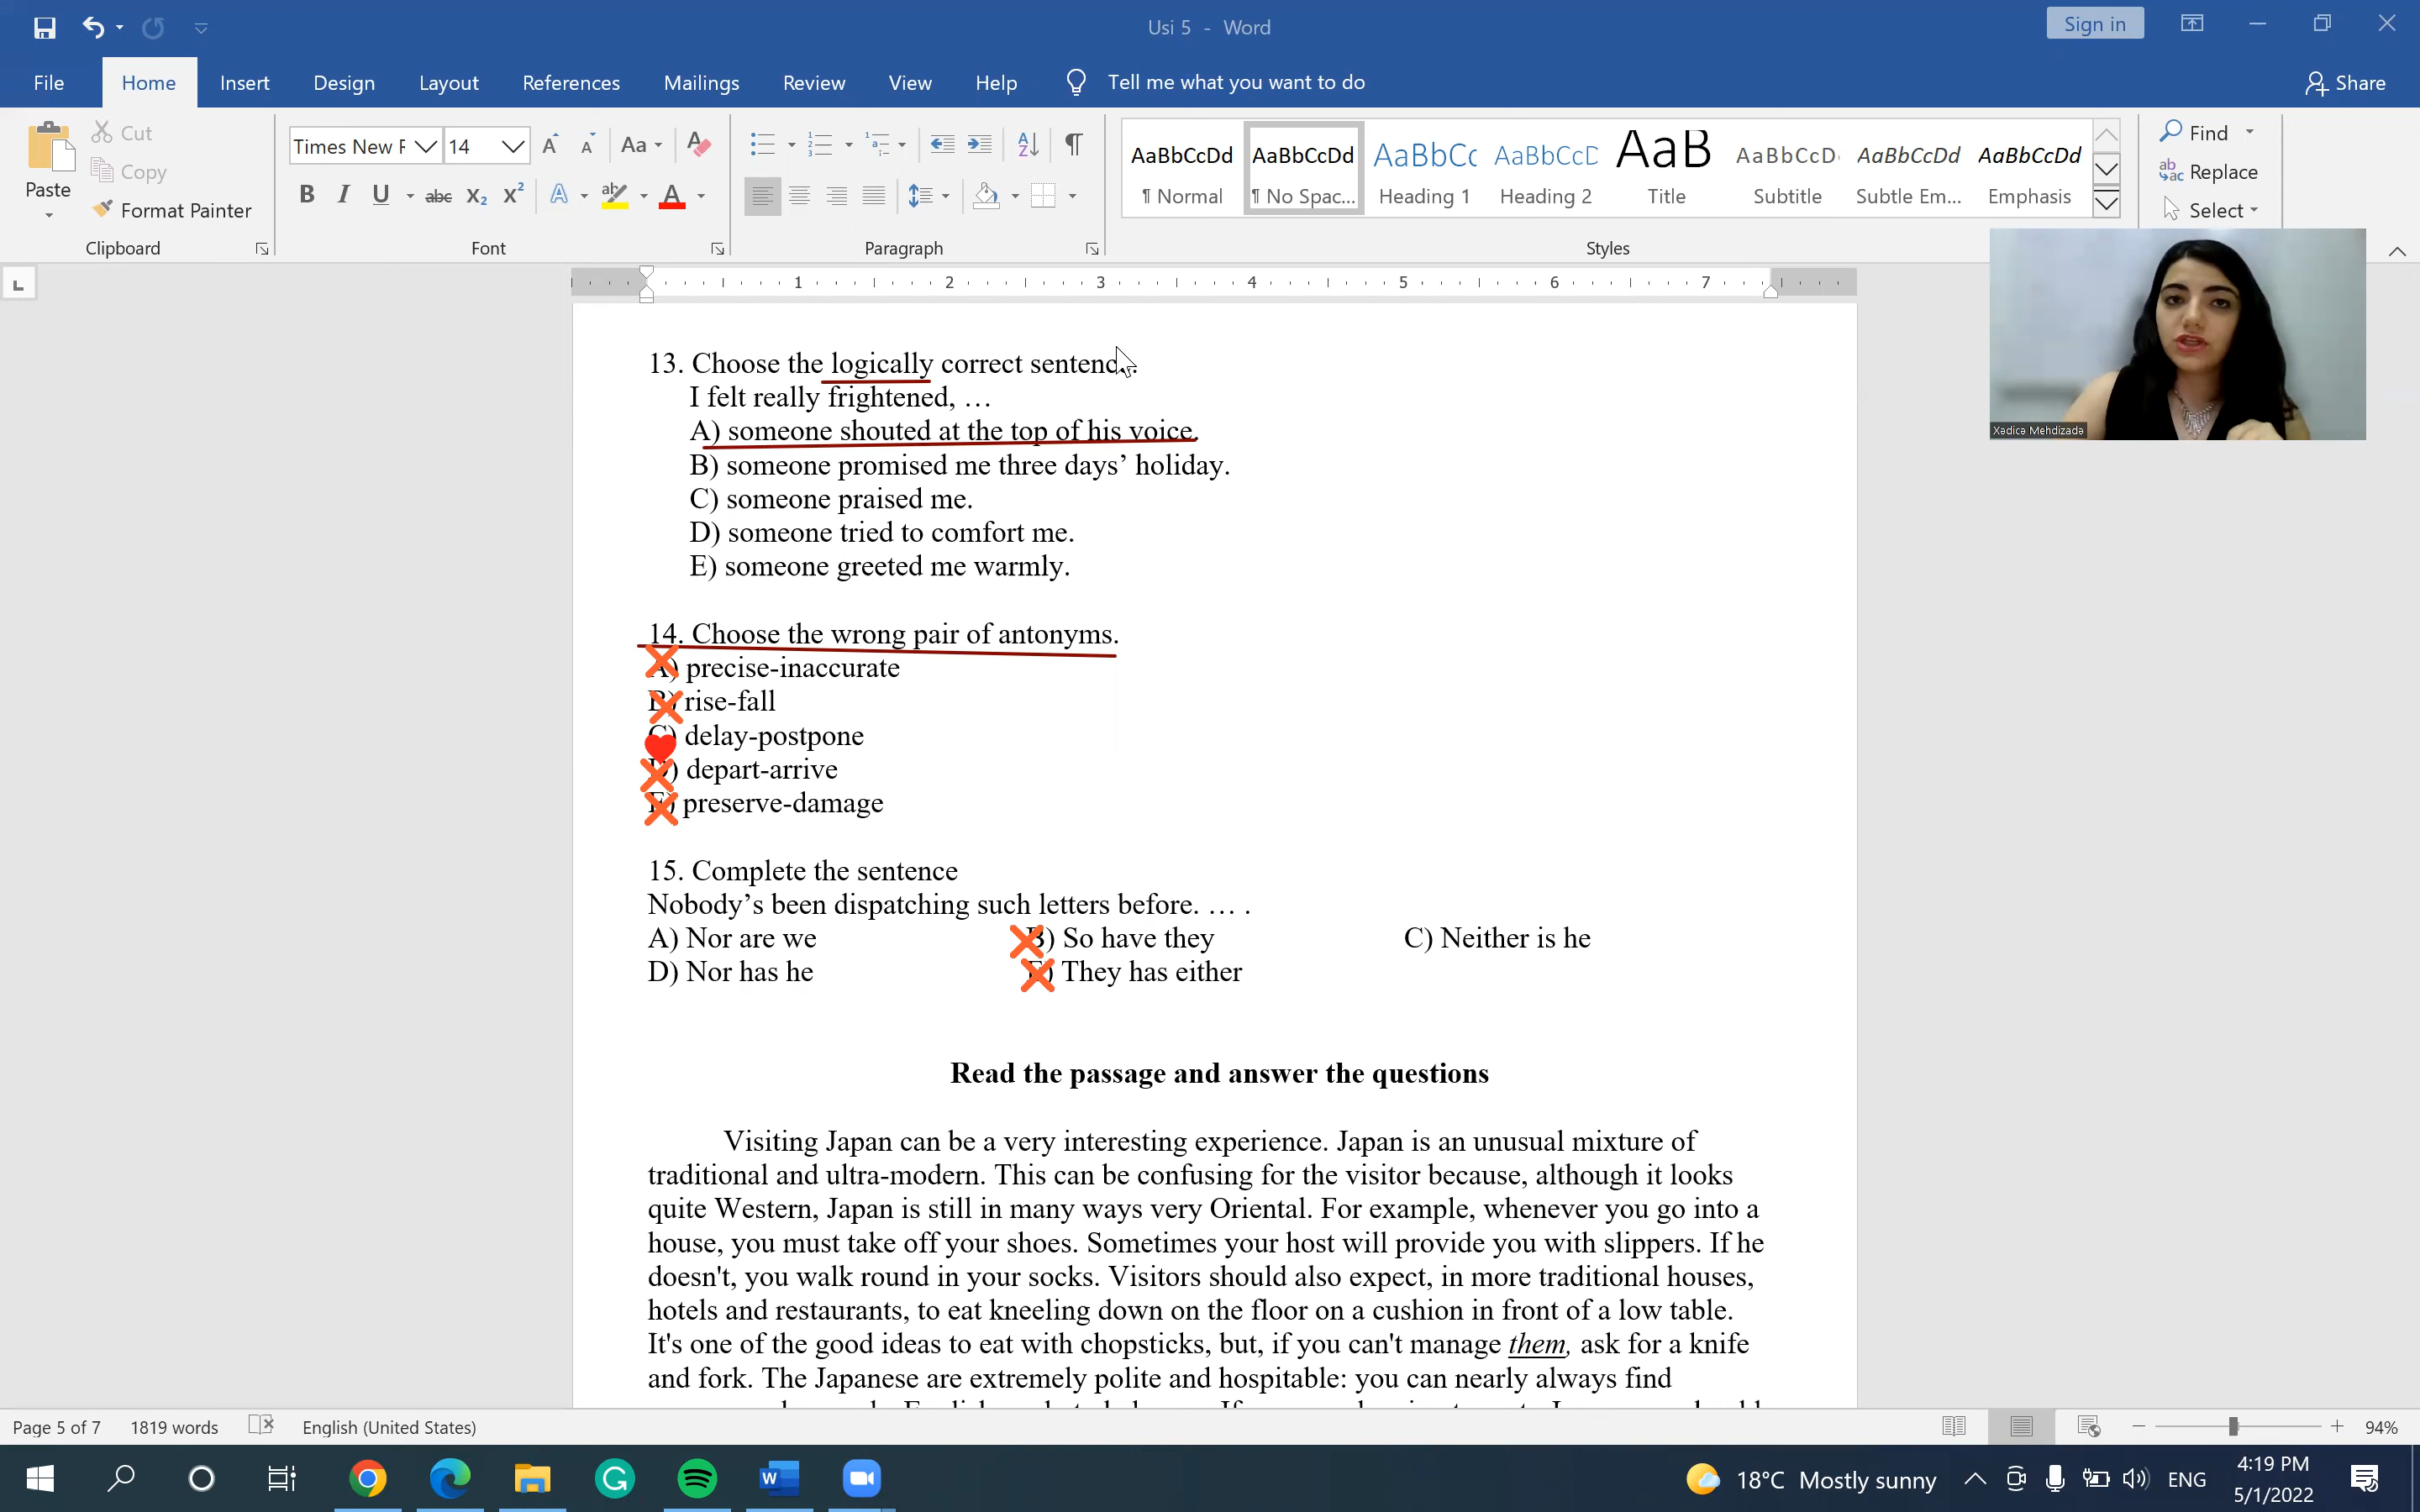 Usi 5 - Word
Sign in
File Home Insert Design Layout References Mailings Review View Help Tell me what you want to do Share
Paste
Cut
Copy
Format Painter
Clipboard
Times New F 14
Font
Paragraph
AaBbCcDd AaBbCcDd AaBbCc AaBbCcD AaB AaBbCcD AaBbCcDd AaBbCcDd
¶ Normal ¶ No Spac... Heading 1 Heading 2 Title Subtitle Subtle Em... Emphasis
Styles
Find
Replace
Select
1 2 3 4 5 6 7
Xədicə Mehdizadə
13. Choose the logically correct sentenc.
I felt really frightened, …
A) someone shouted at the top of his voice.
B) someone promised me three days’ holiday.
C) someone praised me.
D) someone tried to comfort me.
E) someone greeted me warmly.
14. Choose the wrong pair of antonyms.
A) precise-inaccurate
B) rise-fall
C) delay-postpone
D) depart-arrive
E) preserve-damage
15. Complete the sentence
Nobody’s been dispatching such letters before. … .
A) Nor are we B) So have they C) Neither is he
D) Nor has he E) They has either
Read the passage and answer the questions
Visiting Japan can be a very interesting experience. Japan is an unusual mixture of
traditional and ultra-modern. This can be confusing for the visitor because, although it looks
quite Western, Japan is still in many ways very Oriental. For example, whenever you go into a
house, you must take off your shoes. Sometimes your host will provide you with slippers. If he
doesn't, you walk round in your socks. Visitors should also expect, in more traditional houses,
hotels and restaurants, to eat kneeling down on the floor on a cushion in front of a low table.
It's one of the good ideas to eat with chopsticks, but, if you can't manage them, ask for a knife
and fork. The Japanese are extremely polite and hospitable: you can nearly always find
Page 5 of 7 1819 words English (United States) 94%
18°C Mostly sunny ENG
4:19 PM
5/1/2022